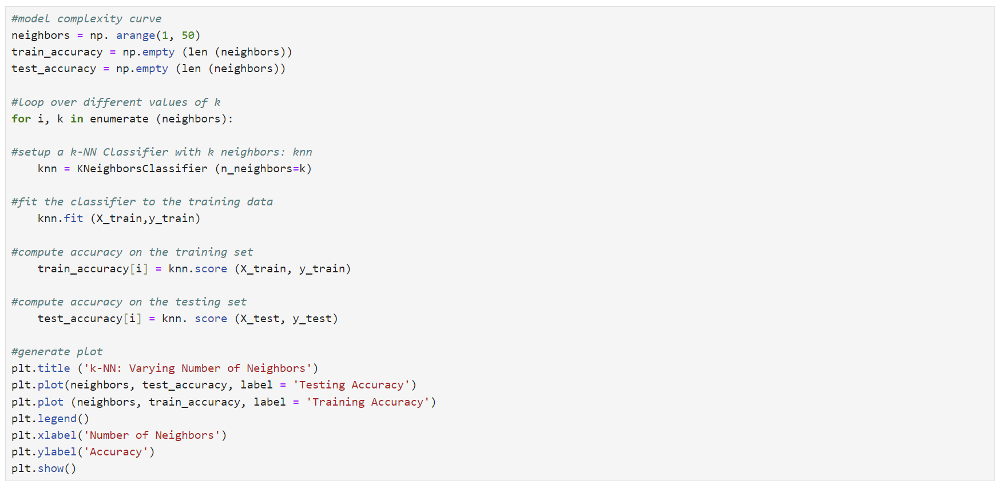 #model complexity curve
neighbors = np. arange(1, 50)
train_accuracy = np.empty (len (neighbors))
test_accuracy = np.empty (len (neighbors))
#loop over different values of k
for i, k in enumerate (neighbors):
#setup a k-NN Classifier with k neighbors: knn
    knn = KNeighborsClassifier (n_neighbors=k)
#fit the classifier to the training data
    knn.fit (X_train,y_train)
#compute accuracy on the training set
    train_accuracy[i] = knn.score (X_train, y_train)
#compute accuracy on the testing set
    test_accuracy[i] = knn. score (X_test, y_test)
#generate plot
plt.title ('k-NN: Varying Number of Neighbors')
plt.plot(neighbors, test_accuracy, label = 'Testing Accuracy')
plt.plot (neighbors, train_accuracy, label = 'Training Accuracy')
plt.legend()
plt.xlabel('Number of Neighbors')
plt.ylabel('Accuracy')
plt.show()